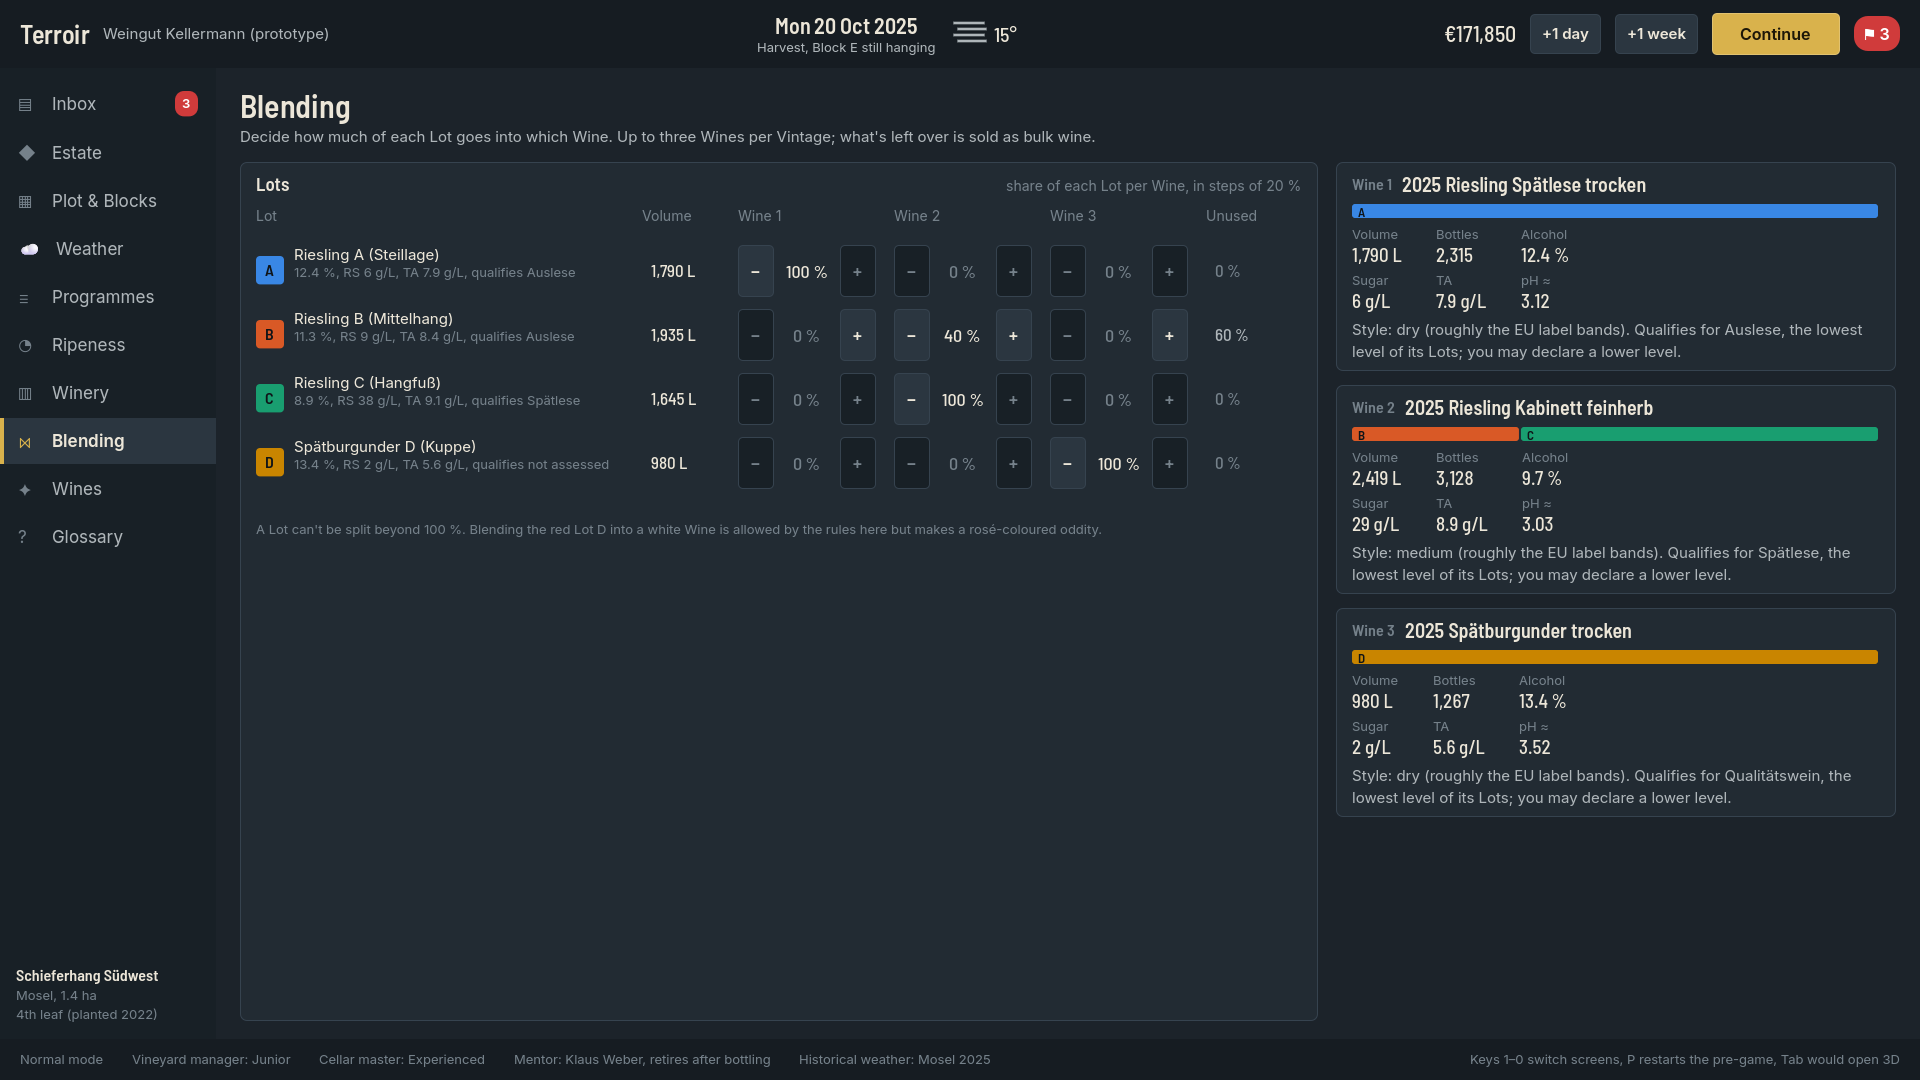 Terroir Weingut Kellermann (prototype)
Mon 20 Oct 2025
Harvest, Block E still hanging
15°
€171,850
+1 day
+1 week
Continue
3
Inbox 3
Estate
Plot & Blocks
Weather
Programmes
Ripeness
Winery
Blending
Wines
? Glossary
Schieferhang Südwest
Mosel, 1.4 ha
4th leaf (planted 2022)
Blending
Decide how much of each Lot goes into which Wine. Up to three Wines per Vintage; what's left over is sold as bulk wine.
Lots share of each Lot per Wine, in steps of 20 %
Lot Volume Wine 1 Wine 2 Wine 3 Unused
A Riesling A (Steillage)
12.4 %, RS 6 g/L, TA 7.9 g/L, qualifies Auslese
1,790 L − 100 % + − 0 % + − 0 % + 0 %
B Riesling B (Mittelhang)
11.3 %, RS 9 g/L, TA 8.4 g/L, qualifies Auslese
1,935 L − 0 % + − 40 % + − 0 % + 60 %
C Riesling C (Hangfuß)
8.9 %, RS 38 g/L, TA 9.1 g/L, qualifies Spätlese
1,645 L − 0 % + − 100 % + − 0 % + 0 %
D Spätburgunder D (Kuppe)
13.4 %, RS 2 g/L, TA 5.6 g/L, qualifies not assessed
980 L − 0 % + − 0 % + − 100 % + 0 %
A Lot can't be split beyond 100 %. Blending the red Lot D into a white Wine is allowed by the rules here but makes a rosé-coloured oddity.
Wine 1 2025 Riesling Spätlese trocken
A
Volume Bottles Alcohol
1,790 L 2,315 12.4 %
Sugar TA pH ≈
6 g/L 7.9 g/L 3.12
Style: dry (roughly the EU label bands). Qualifies for Auslese, the lowest
level of its Lots; you may declare a lower level.
Wine 2 2025 Riesling Kabinett feinherb
B C
Volume Bottles Alcohol
2,419 L 3,128 9.7 %
Sugar TA pH ≈
29 g/L 8.9 g/L 3.03
Style: medium (roughly the EU label bands). Qualifies for Spätlese, the
lowest level of its Lots; you may declare a lower level.
Wine 3 2025 Spätburgunder trocken
D
Volume Bottles Alcohol
980 L 1,267 13.4 %
Sugar TA pH ≈
2 g/L 5.6 g/L 3.52
Style: dry (roughly the EU label bands). Qualifies for Qualitätswein, the
lowest level of its Lots; you may declare a lower level.
Normal mode Vineyard manager: Junior Cellar master: Experienced Mentor: Klaus Weber, retires after bottling Historical weather: Mosel 2025 Keys 1–0 switch screens, P restarts the pre-game, Tab would open 3D